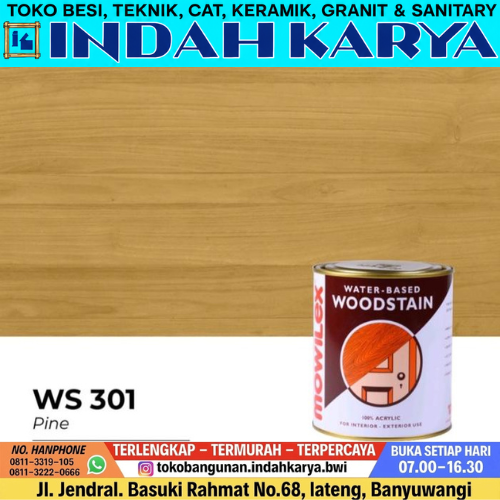 TOKO BESI, TEKNIK, CAT, KERAMIK, GRANIT & SANITARY
INDAH KARYA
WATER-BASED
WOODSTAIN
mowilex
100% ACRYLIC
FOR INTERIOR - EXTERIOR USE
WS 301
Pine
NO. HANPHONE
0811-3319-105
0811-3222-0666
TERLENGKAP – TERMURAH – TERPERCAYA
tokobangunan.indahkarya.bwi
BUKA SETIAP HARI
07.00-16.30
Jl. Jendral. Basuki Rahmat No.68, lateng, Banyuwangi